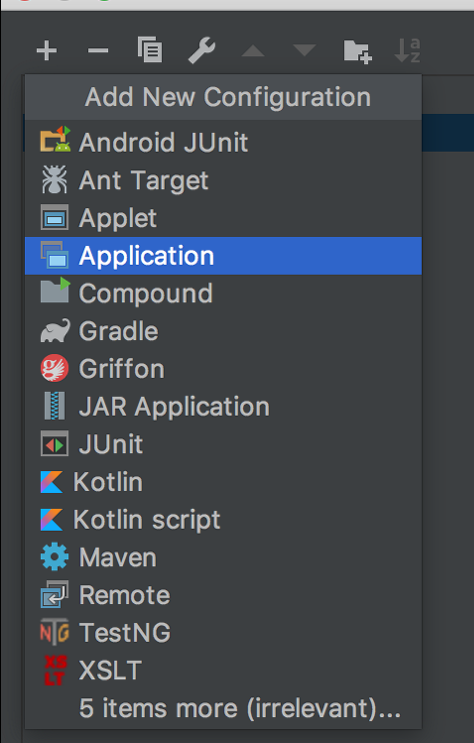 Add New Configuration
Android JUnit
Ant Target
Applet
Application
Compound
Gradle
Griffon
JAR Application
JUnit
Kotlin
Kotlin script
Maven
Remote
TestNG
XSLT
5 items more (irrelevant)...